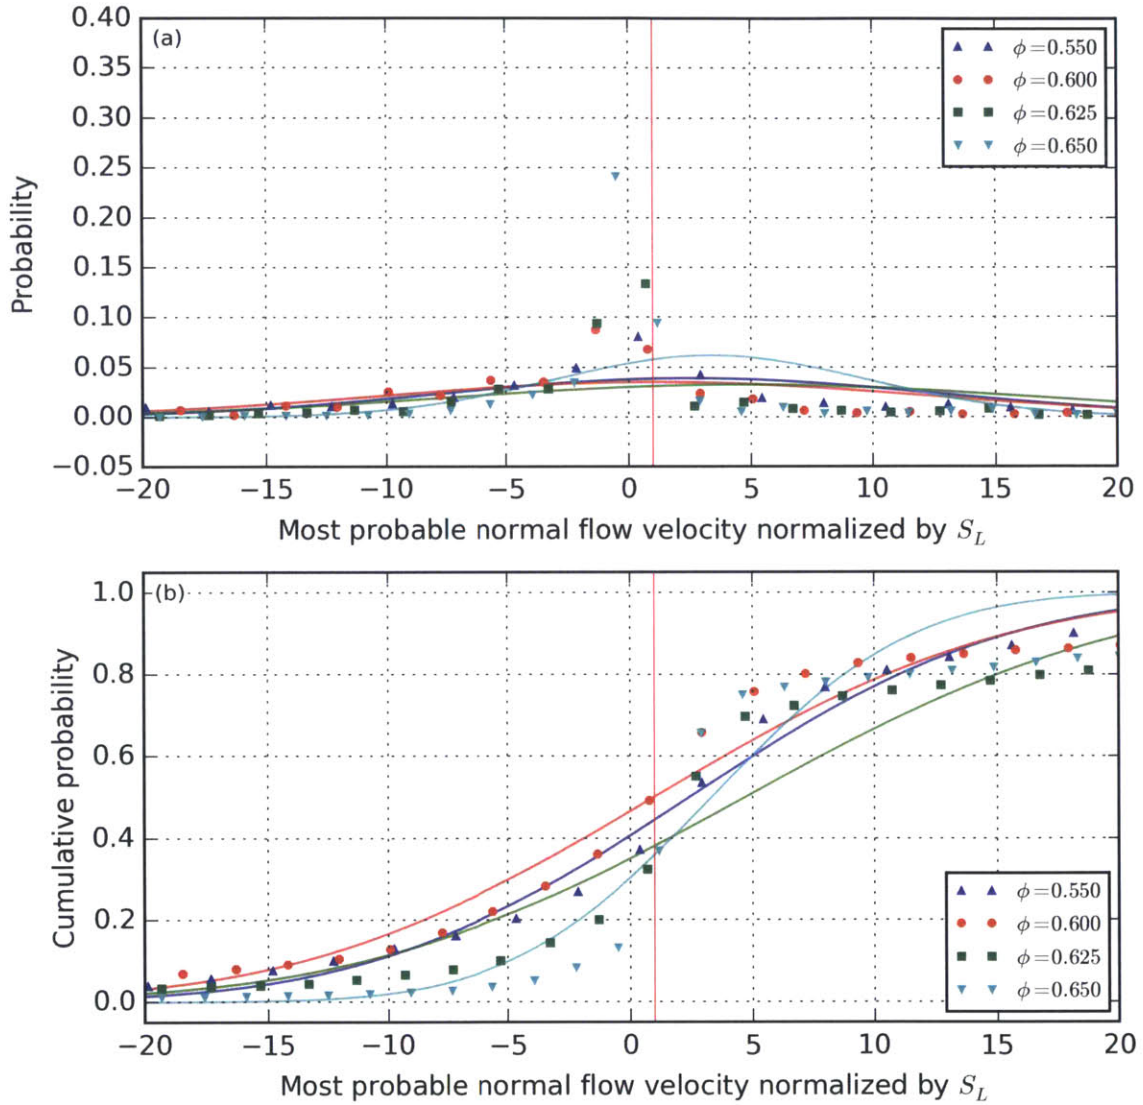 (a)
0.40
0.35
0.30
0.25
0.20
0.15
0.10
0.05
0.00
−0.05
Probability
ϕ=0.550
ϕ=0.600
ϕ=0.625
ϕ=0.650
−20 −15 −10 −5 0 5 10 15 20
Most probable normal flow velocity normalized by S_L
(b)
1.0
0.8
0.6
0.4
0.2
0.0
Cumulative probability
ϕ=0.550
ϕ=0.600
ϕ=0.625
ϕ=0.650
−20 −15 −10 −5 0 5 10 15 20
Most probable normal flow velocity normalized by S_L